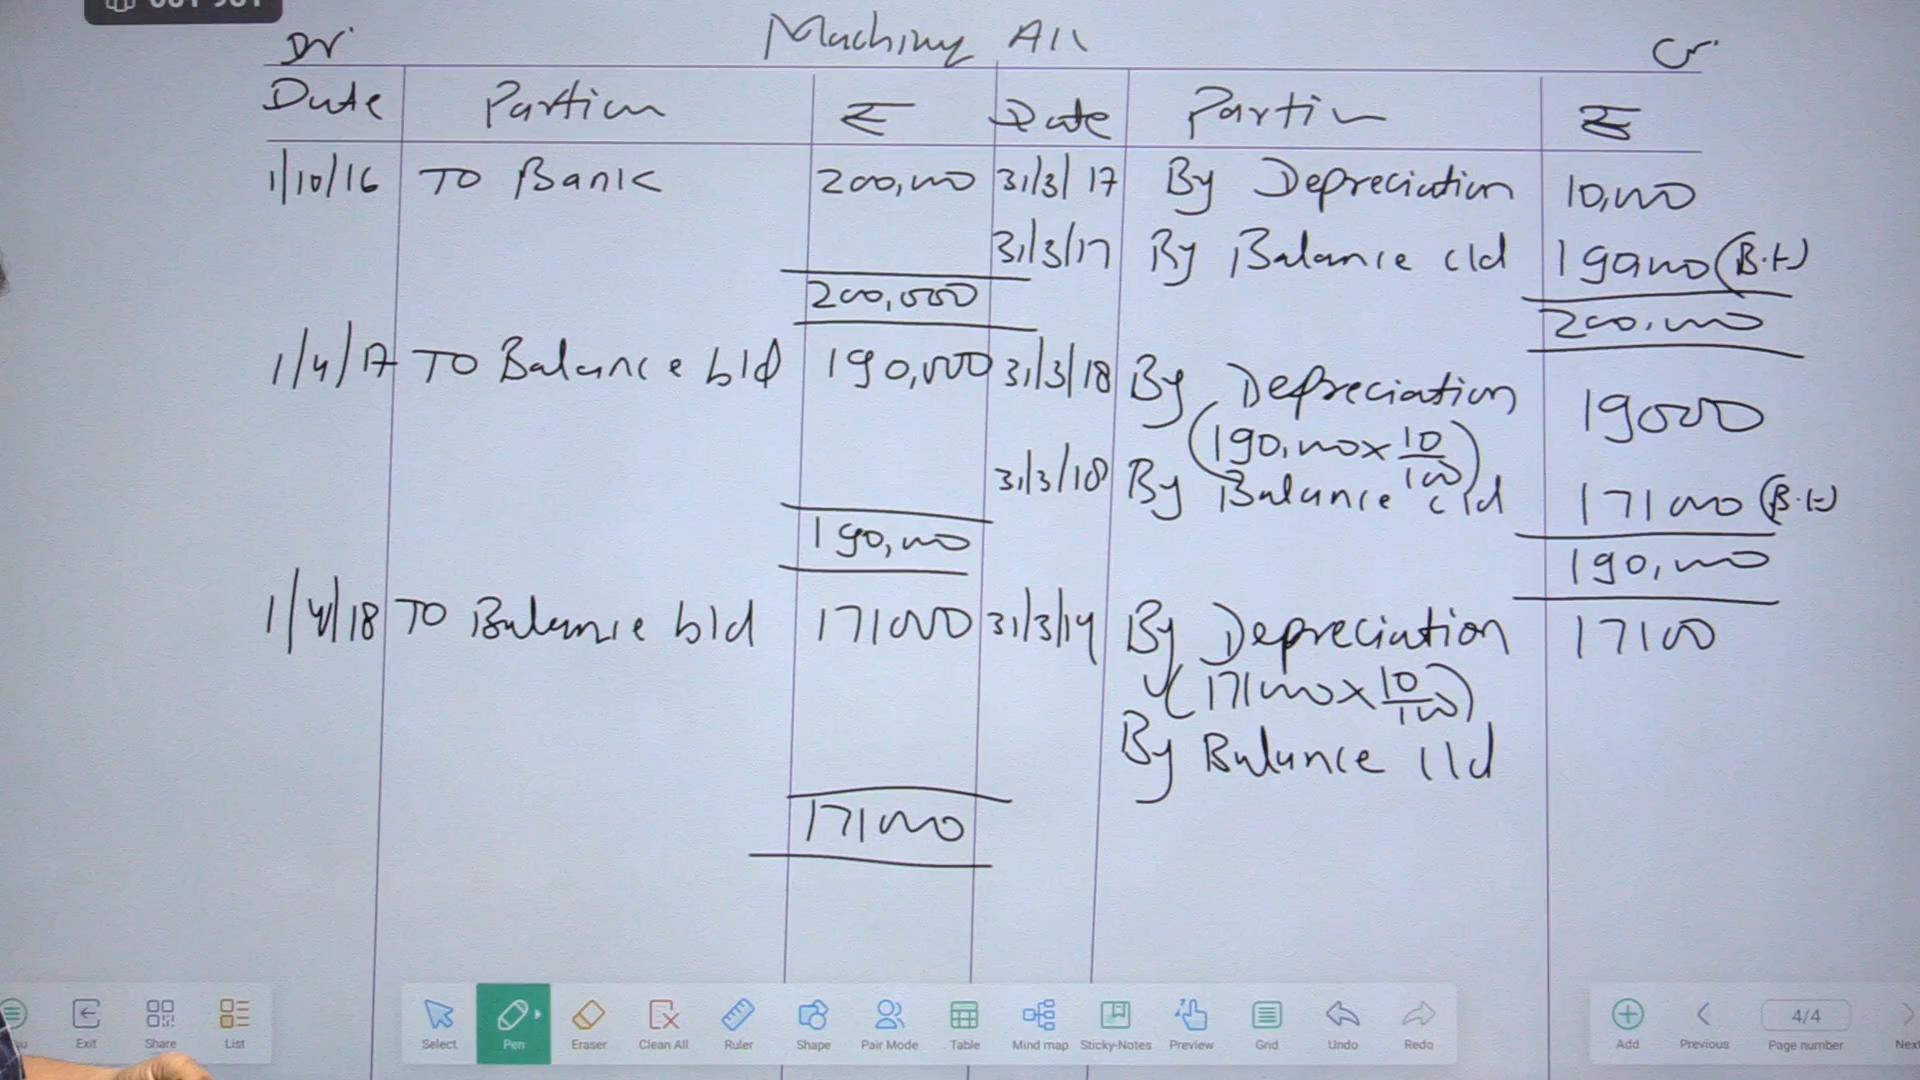 Machiny A/c
Dr Cr
Date Particu ₹ Date Particu ₹
1/10/16 TO Bank 200,000 31/3/17 By Depreciation 10,000
31/3/17 By Balance c/d 190000 (B.f)
200,000 200,000
1/4/17 TO Balance b/d 190,000 31/3/18 By Depreciation 19000
(190,000 x 10/100)
31/3/18 By Balance c/d 171000 (B.f)
190,000 190,000
1/4/18 TO Balance b/d 171000 31/3/19 By Depreciation 17100
(171000 x 10/100)
By Balance c/d
171000
Exit Share List Select Pen Eraser Clean All Ruler Shape Pair Mode Table Mind map Sticky-Notes Preview Grid Undo Redo Add Previous 4/4 Page number Next